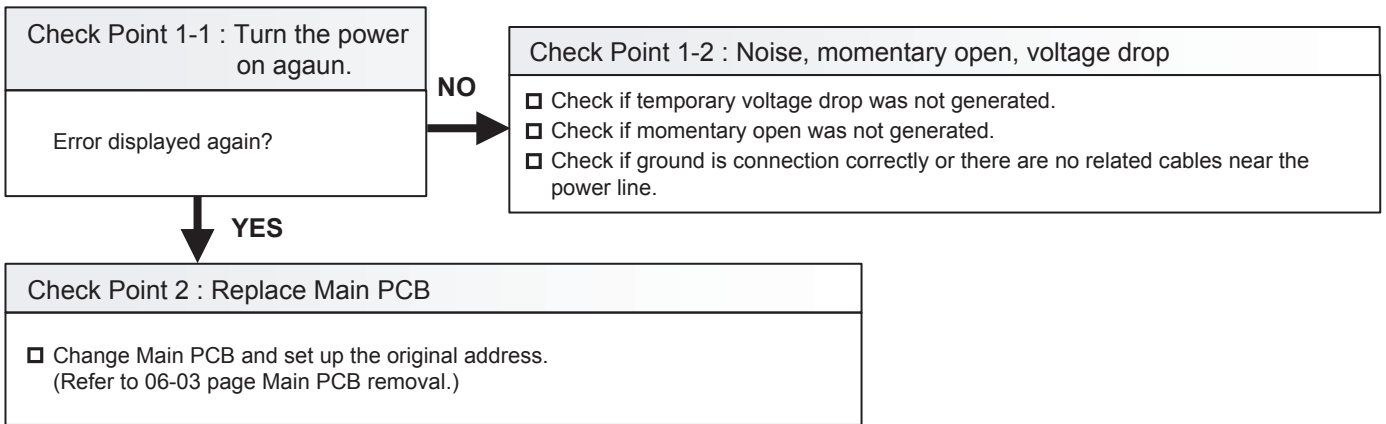 Check Point 1-1 : Turn the power
on agaun.
Error displayed again?
NO
Check Point 1-2 : Noise, momentary open, voltage drop
Check if temporary voltage drop was not generated.
Check if momentary open was not generated.
Check if ground is connection correctly or there are no related cables near the
power line.
YES
Check Point 2 : Replace Main PCB
Change Main PCB and set up the original address.
(Refer to 06-03 page Main PCB removal.)